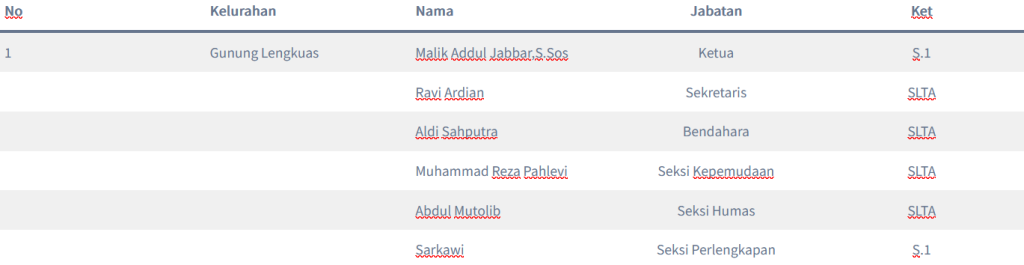 No Kelurahan Nama Jabatan Ket
1 Gunung Lengkuas Malik Addul Jabbar,S.Sos Ketua S.1
Ravi Ardian Sekretaris SLTA
Aldi Sahputra Bendahara SLTA
Muhammad Reza Pahlevi Seksi Kepemudaan SLTA
Abdul Mutolib Seksi Humas SLTA
Sarkawi Seksi Perlengkapan S.1